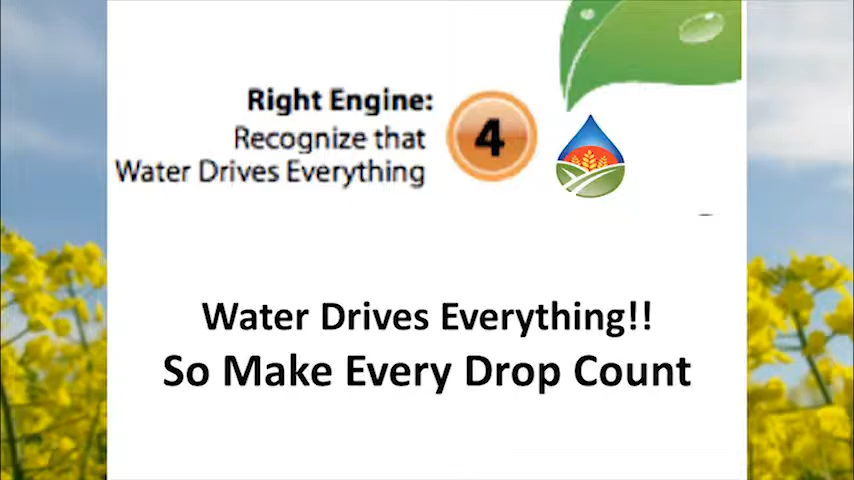 Right Engine:
Recognize that
Water Drives Everything
4
Water Drives Everything!!
So Make Every Drop Count